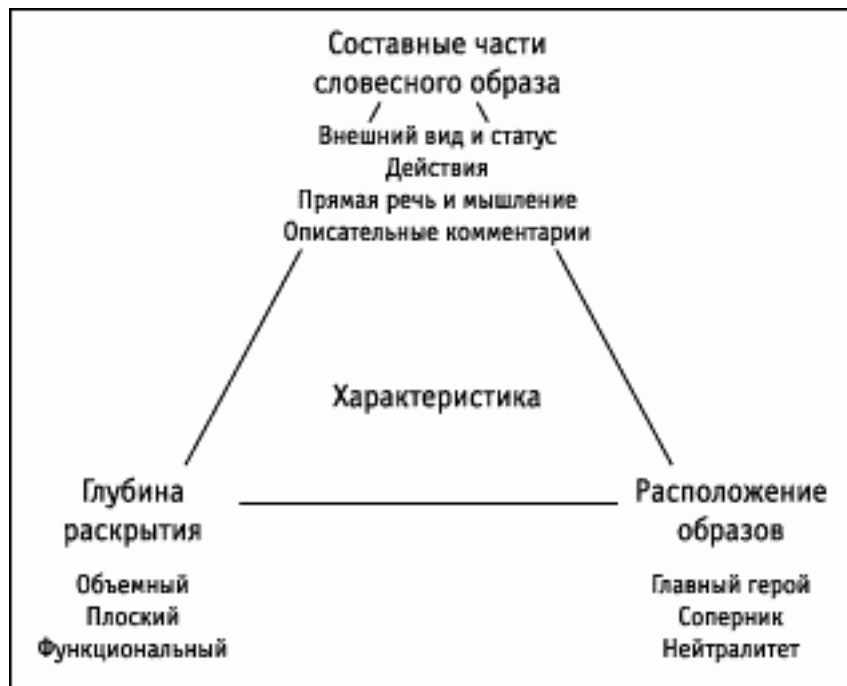 Составные части
словесного образа
Внешний вид и статус
Действия
Прямая речь и мышление
Описательные комментарии
Характеристика
Глубина
раскрытия
Объемный
Плоский
Функциональный
Расположение
образов
Главный герой
Соперник
Нейтралитет